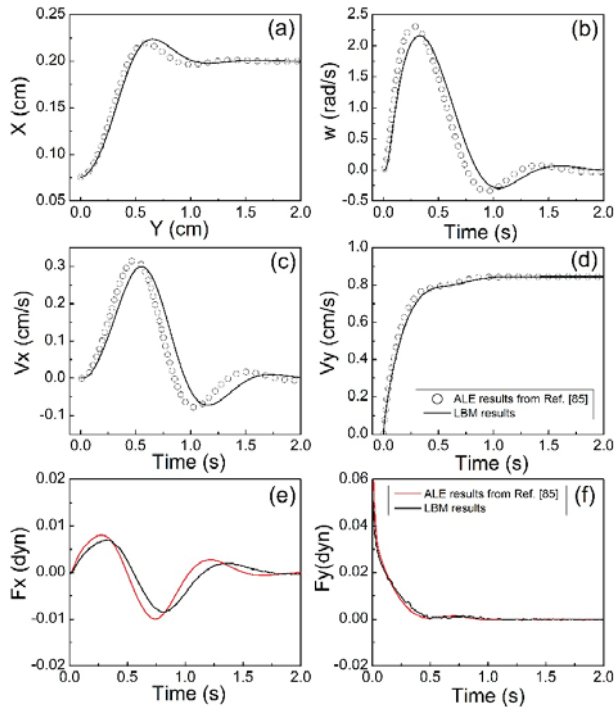 (a)
X (cm)
0.25
0.20
0.15
0.10
0.05
0.0 0.5 1.0 1.5 2.0
Y (cm)
(b)
w (rad/s)
2.5
2.0
1.5
1.0
0.5
0.0
-0.5
0.0 0.5 1.0 1.5 2.0
Time (s)
(c)
Vx (cm/s)
0.3
0.2
0.1
0.0
-0.1
0.0 0.5 1.0 1.5 2.0
Time (s)
(d)
Vy (cm/s)
1.0
0.8
0.6
0.4
0.2
0.0
0.0 0.5 1.0 1.5 2.0
Time (s)
ALE results from Ref. [85]
LBM results
(e)
Fx (dyn)
0.02
0.01
0.00
-0.01
-0.02
0.0 0.5 1.0 1.5 2.0
Time (s)
(f)
Fy(dyn)
0.06
0.04
0.02
0.00
-0.02
0.0 0.5 1.0 1.5 2.0
Time (s)
ALE results from Ref. [85]
LBM results